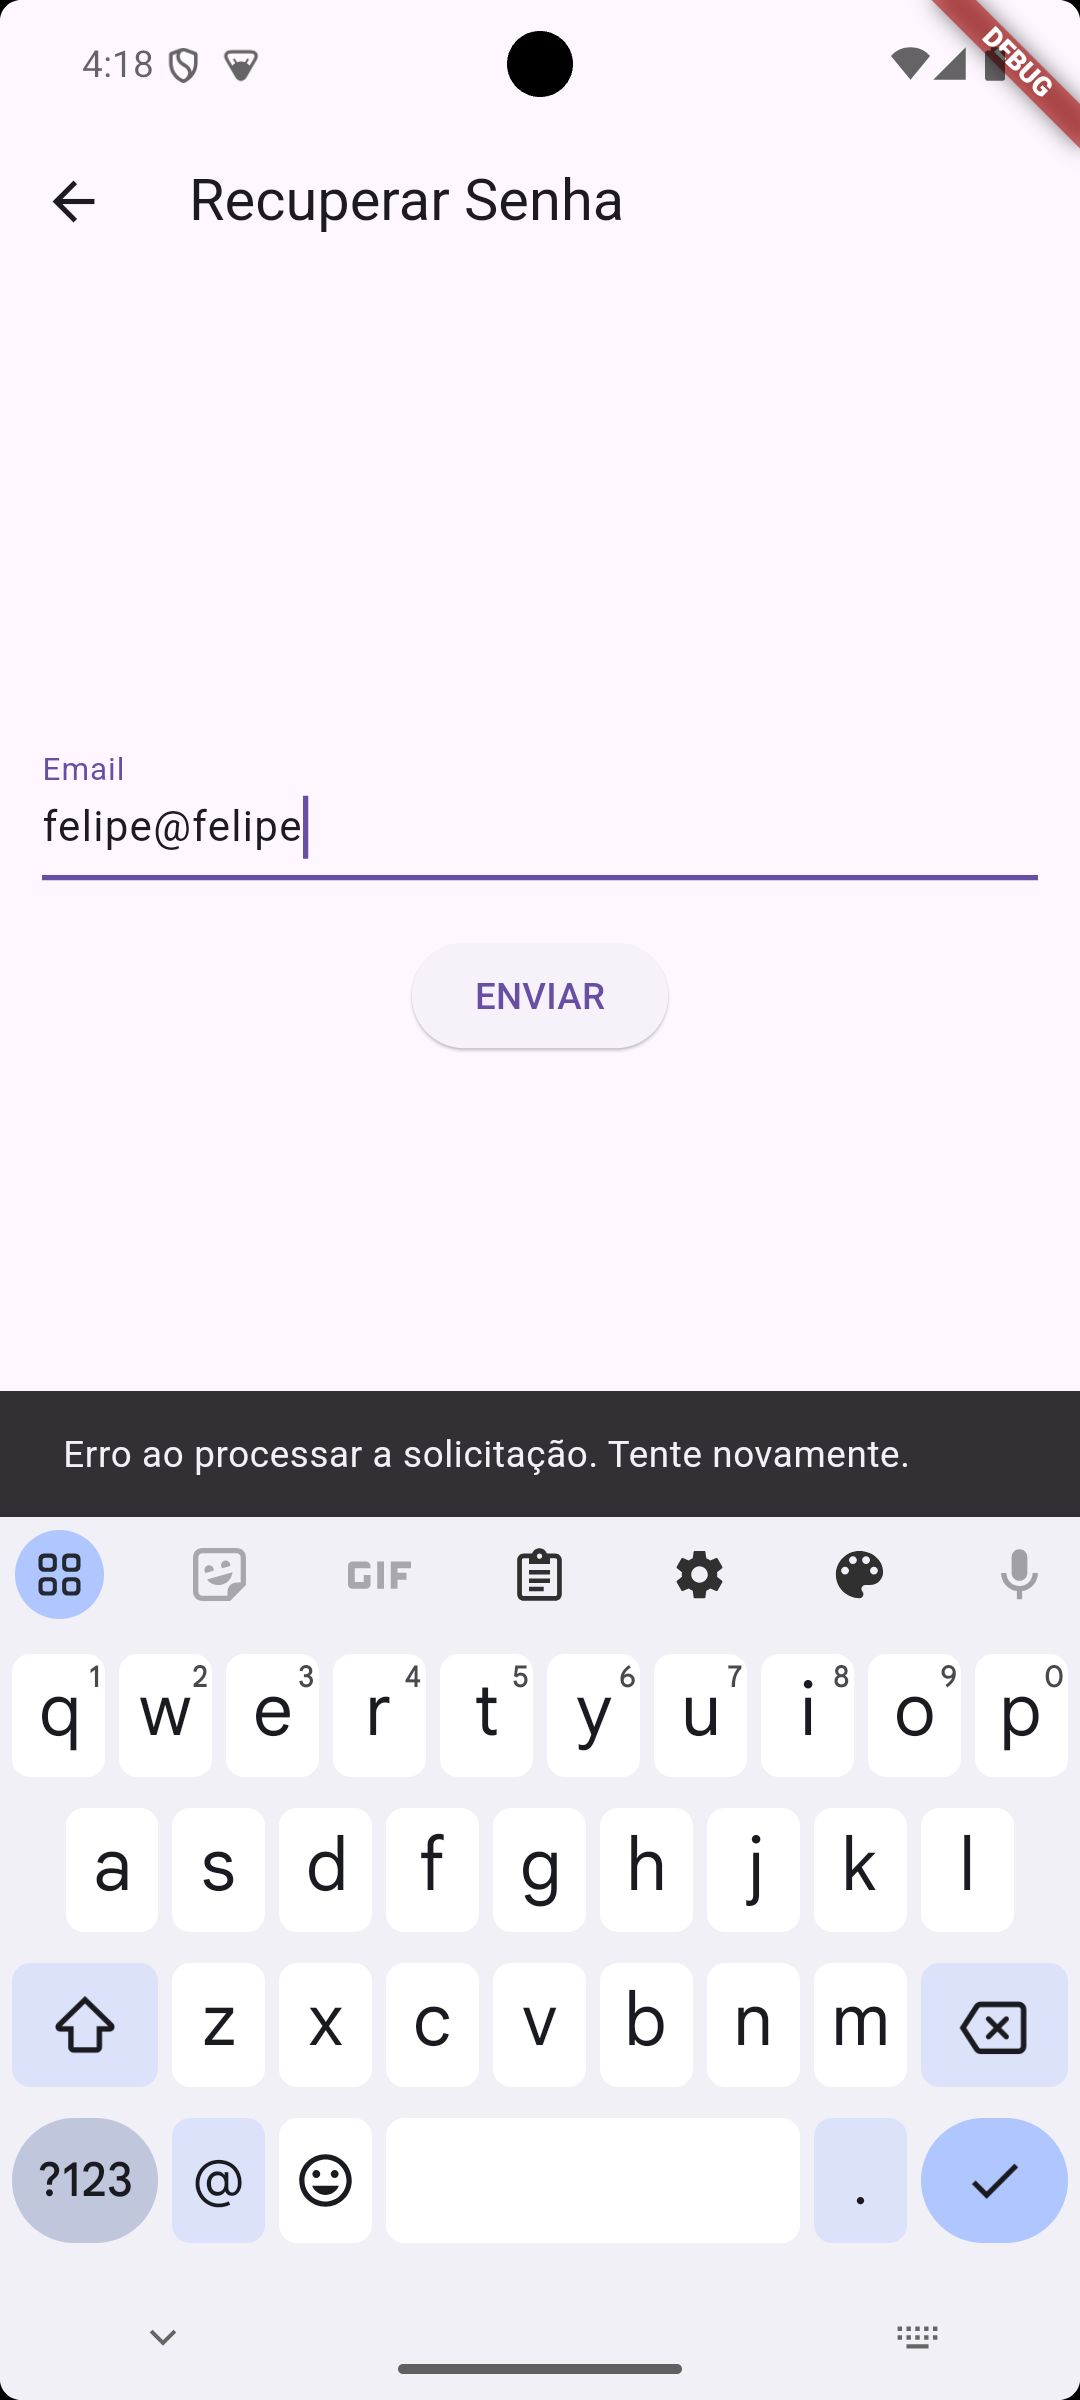 4:18
DEBUG
Recuperar Senha
Email
felipe@felipe
ENVIAR
Erro ao processar a solicitação. Tente novamente.
GIF
q 1 w 2 e 3 r 4 t 5 y 6 u 7 i 8 o 9 p 0
a s d f g h j k l
z x c v b n m
?123 @ .